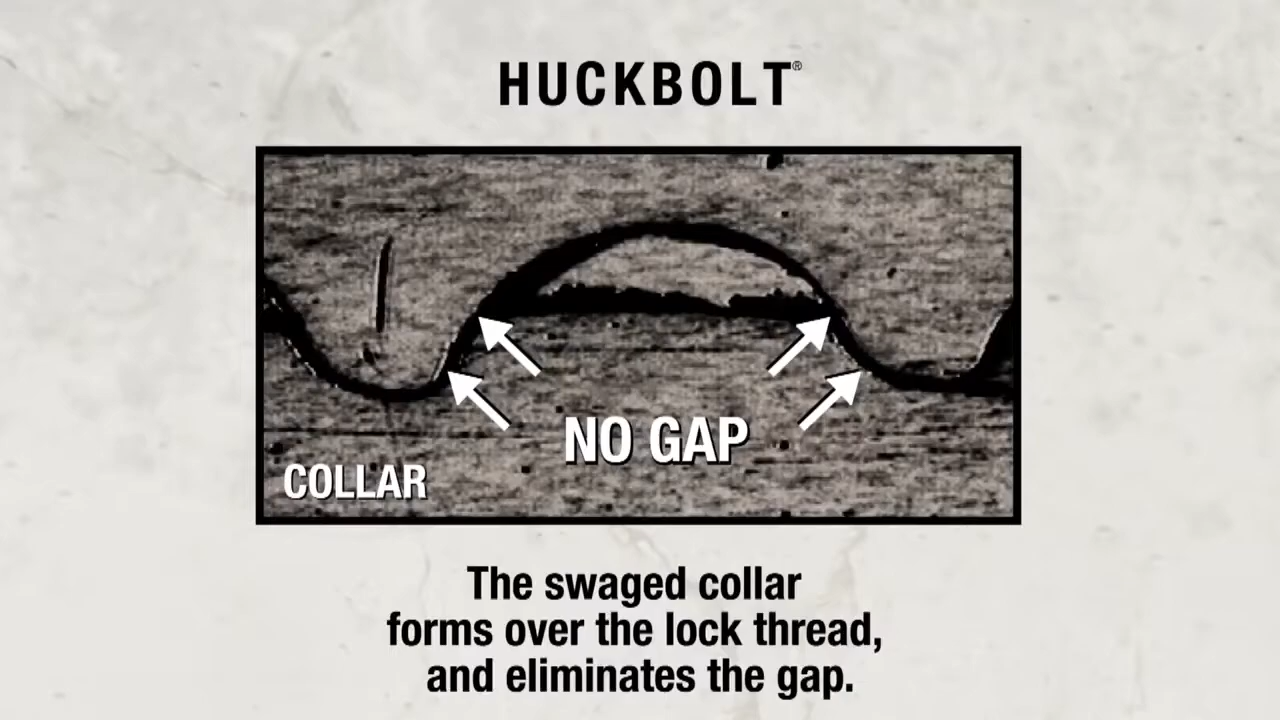 HUCKBOLT®
NO GAP
COLLAR
The swaged collar
forms over the lock thread,
and eliminates the gap.